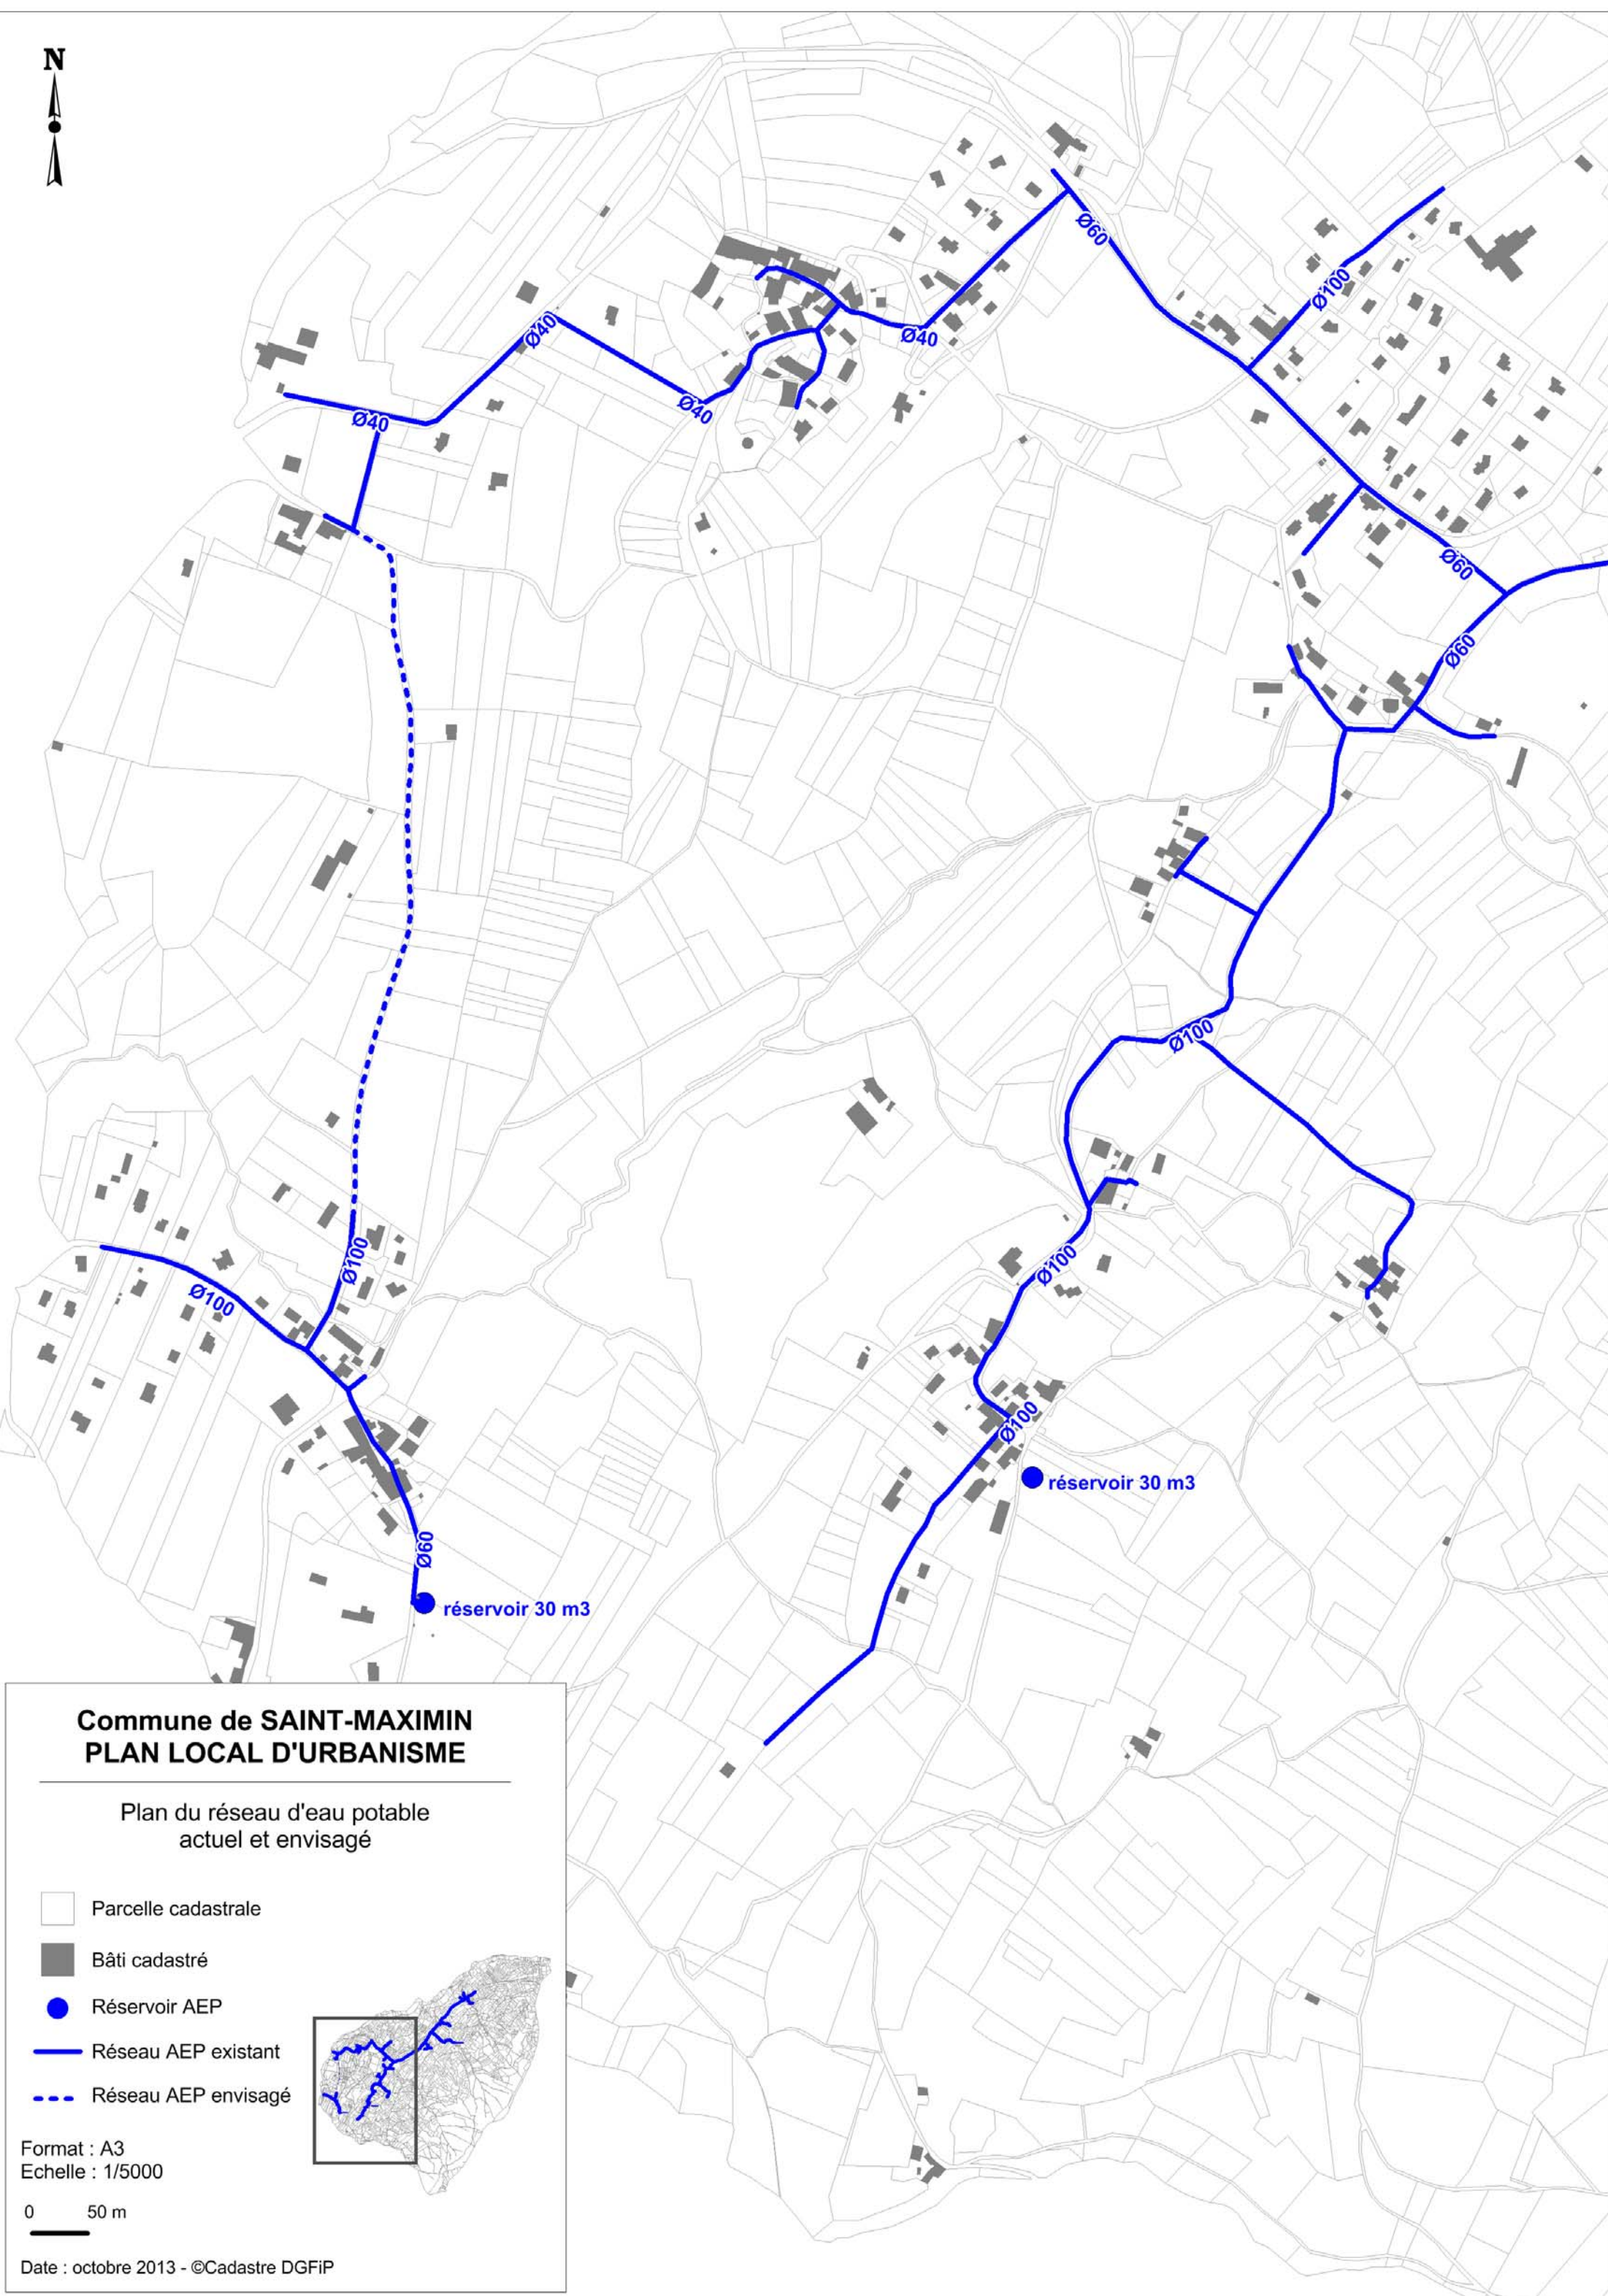 N
Ø60
Ø100
Ø40
Ø40
Ø40
Ø40
Ø60
Ø60
Ø100
Ø100
Ø100
Ø100
Ø100
réservoir 30 m3
Ø60
réservoir 30 m3
Commune de SAINT-MAXIMIN
PLAN LOCAL D'URBANISME
Plan du réseau d'eau potable
actuel et envisagé
Parcelle cadastrale
Bâti cadastré
Réservoir AEP
Réseau AEP existant
Réseau AEP envisagé
Format : A3
Echelle : 1/5000
0 50 m
Date : octobre 2013 - ©Cadastre DGFiP